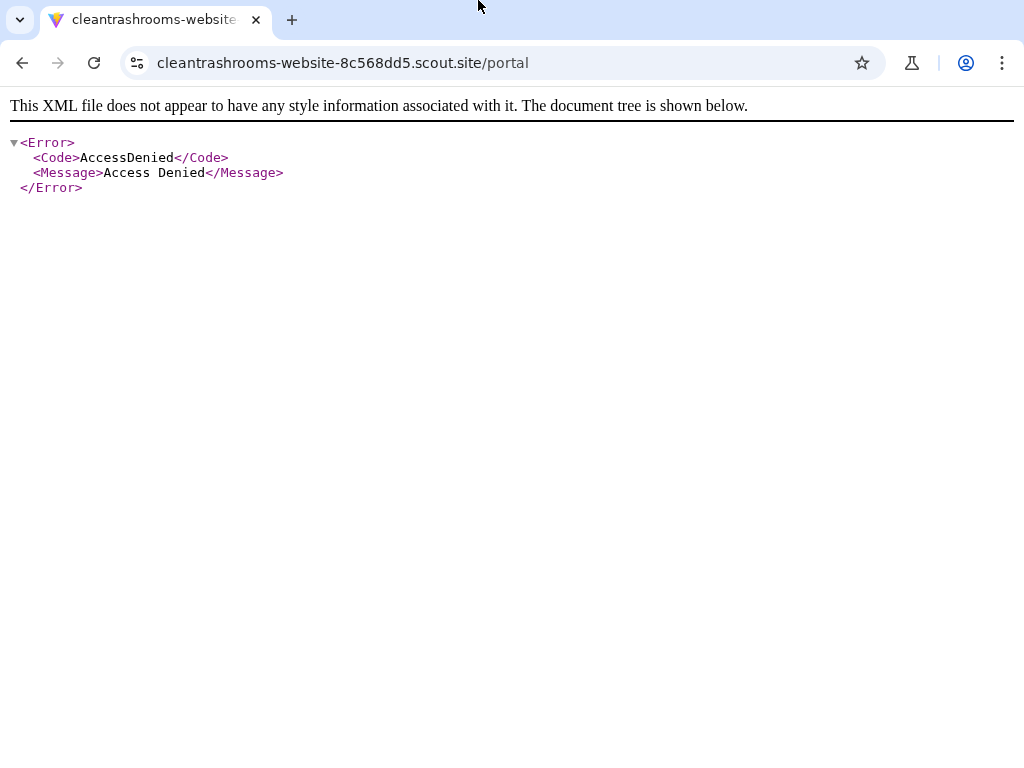 cleantrashrooms-website
cleantrashrooms-website-8c568dd5.scout.site/portal
This XML file does not appear to have any style information associated with it. The document tree is shown below.
<Error>
<Code>AccessDenied</Code>
<Message>Access Denied</Message>
</Error>